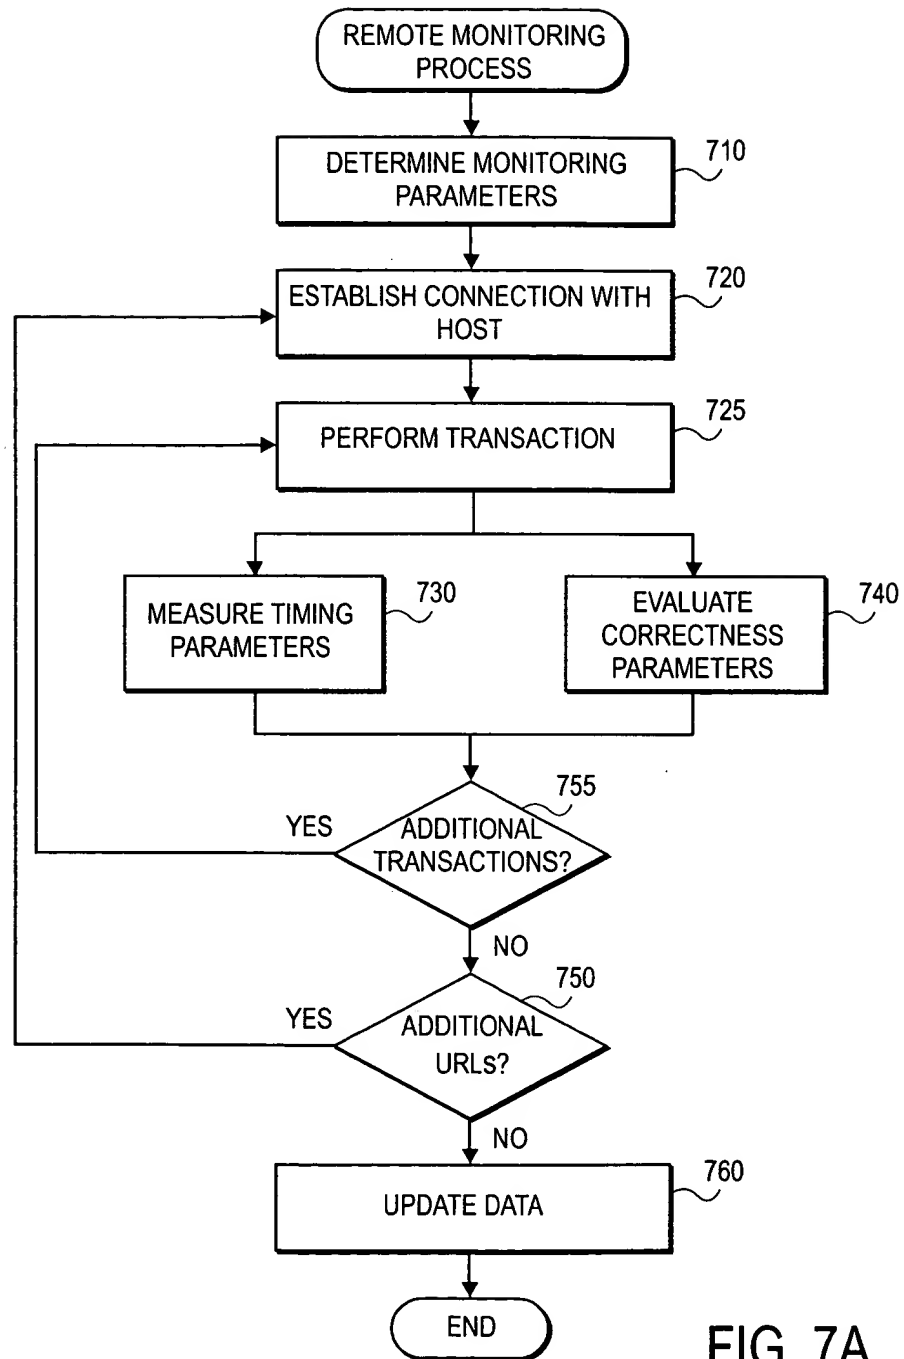 REMOTE MONITORING
PROCESS
DETERMINE MONITORING
PARAMETERS
710
ESTABLISH CONNECTION WITH
HOST
720
PERFORM TRANSACTION
725
MEASURE TIMING
PARAMETERS
730
EVALUATE
CORRECTNESS
PARAMETERS
740
ADDITIONAL
TRANSACTIONS?
755
YES
NO
ADDITIONAL
URLs?
750
YES
NO
UPDATE DATA
760
END
FIG. 7A